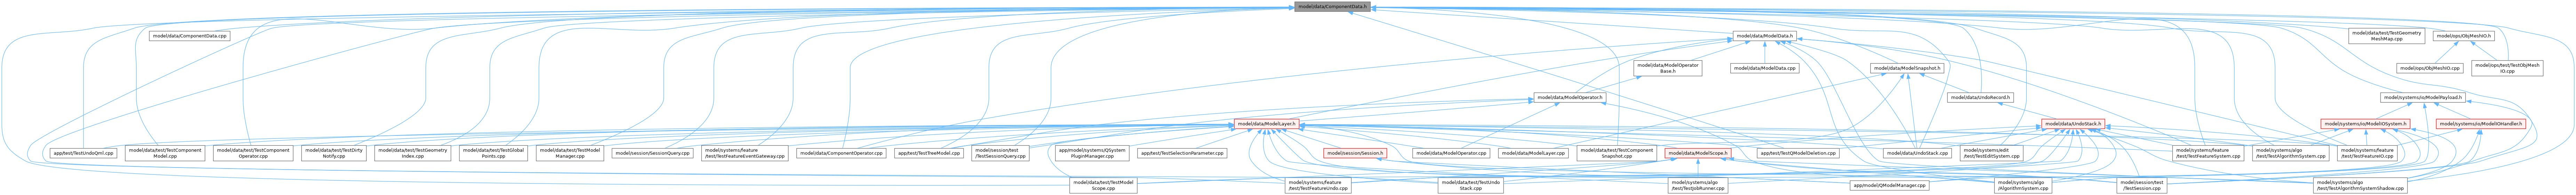 model/data/ComponentData.h
model/data/ComponentData.cpp
model/data/ModelData.h
model/data/test/TestGeometry
MeshMap.cpp
model/ops/ObjMeshIO.h
model/data/ModelOperator
Base.h
model/data/ModelData.cpp
model/data/ModelSnapshot.h
model/ops/ObjMeshIO.cpp
model/ops/test/TestObjMesh
IO.cpp
model/data/ModelOperator.h
model/data/UndoRecord.h
model/systems/io/ModelPayload.h
model/data/ModelLayer.h
model/data/UndoStack.h
model/systems/io/ModelIOSystem.h
model/systems/io/ModelIOHandler.h
app/test/TestUndoQml.cpp
model/data/test/TestComponent
Model.cpp
model/data/test/TestComponent
Operator.cpp
model/data/test/TestDirty
Notify.cpp
model/data/test/TestGeometry
Index.cpp
model/data/test/TestGlobal
Points.cpp
model/data/test/TestModel
Manager.cpp
model/session/SessionQuery.cpp
model/systems/feature
/test/TestFeatureEventGateway.cpp
model/data/ComponentOperator.cpp
app/test/TestTreeModel.cpp
model/session/test
/TestSessionQuery.cpp
app/model/systems/QSystem
PluginManager.cpp
app/test/TestSelectionParameter.cpp
model/session/Session.h
model/data/ModelOperator.cpp
model/data/ModelLayer.cpp
model/data/test/TestComponent
Snapshot.cpp
model/data/ModelScope.h
app/test/TestQModelDeletion.cpp
model/data/UndoStack.cpp
model/systems/edit
/test/TestEditSystem.cpp
model/systems/feature
/test/TestFeatureSystem.cpp
model/systems/algo
/test/TestAlgorithmSystem.cpp
model/systems/feature
/test/TestFeatureIO.cpp
model/data/test/TestModel
Scope.cpp
model/systems/feature
/test/TestFeatureUndo.cpp
model/data/test/TestUndo
Stack.cpp
model/systems/algo
/test/TestJobRunner.cpp
app/model/QModelManager.cpp
model/systems/algo
/AlgorithmSystem.cpp
model/session/test
/TestSession.cpp
model/systems/algo
/test/TestAlgorithmSystemShadow.cpp